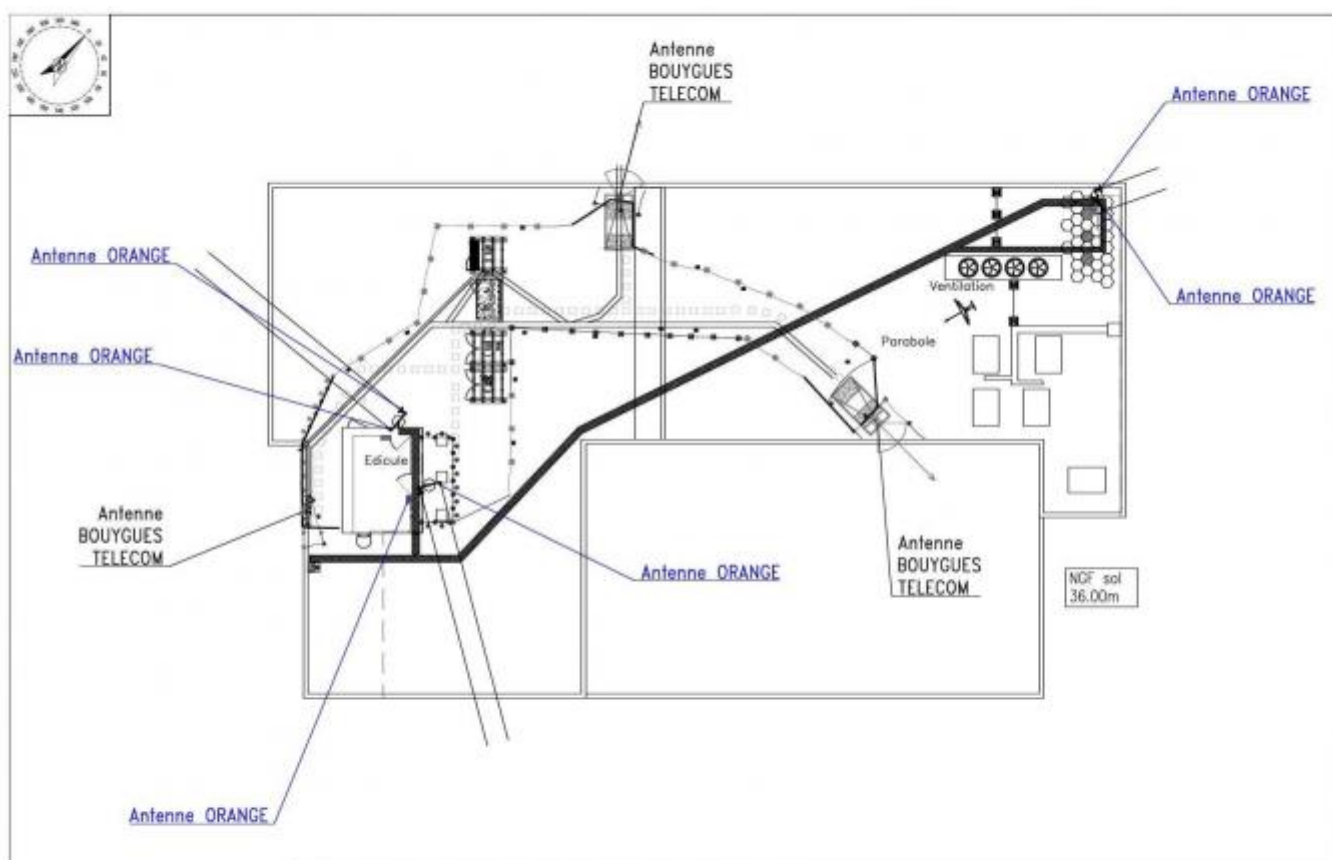 Antenne
BOUYGUES
TELECOM
Antenne ORANGE
Antenne ORANGE
Antenne ORANGE
Ventilation
Antenne ORANGE
Parabole
Edicule
Antenne
BOUYGUES
TELECOM
Antenne ORANGE
Antenne
BOUYGUES
TELECOM
NGF sol
36.00m
Antenne ORANGE